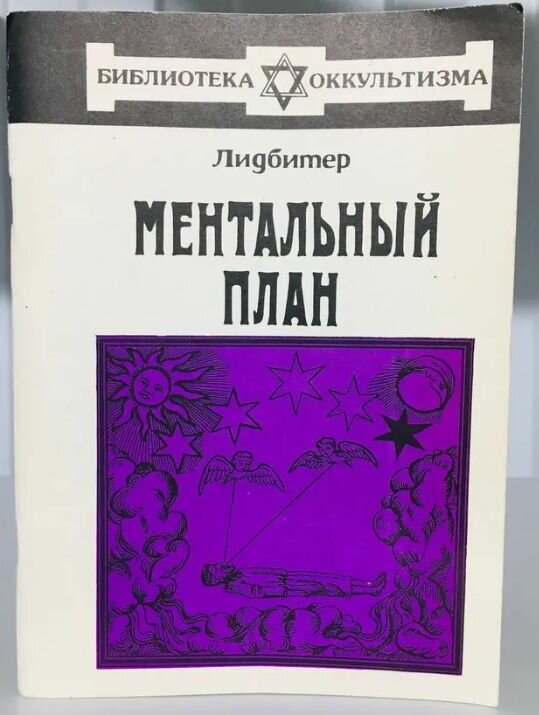 БИБЛИОТЕКА ОККУЛЬТИЗМА
Лидбитер
МЕНТАЛЬНЫЙ
ПЛАН